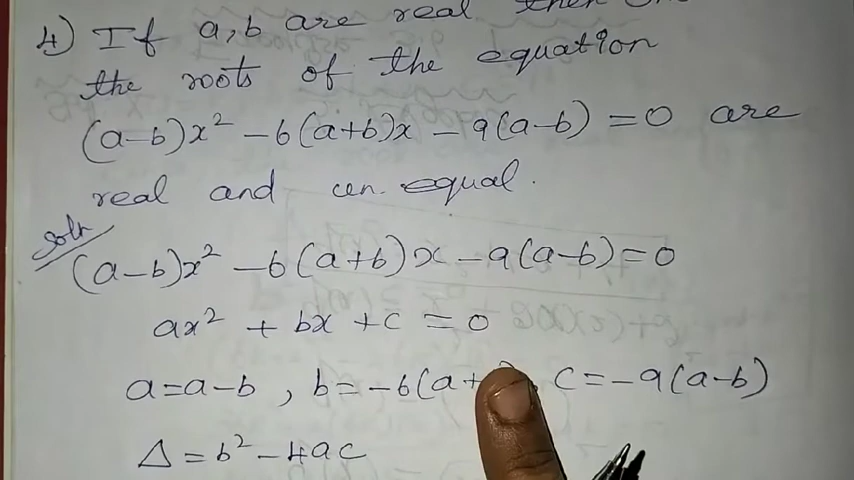 4) If a, b are real then
the roots of the equation
(a-b)x² - 6(a+b)x - 9(a-b) = 0 are
real and un equal.
Soln
(a-b)x² - 6(a+b)x - 9(a-b) = 0
ax² + bx + c = 0
a = a-b , b = -6(a+ c = -9(a-b)
Δ = b² - 4ac